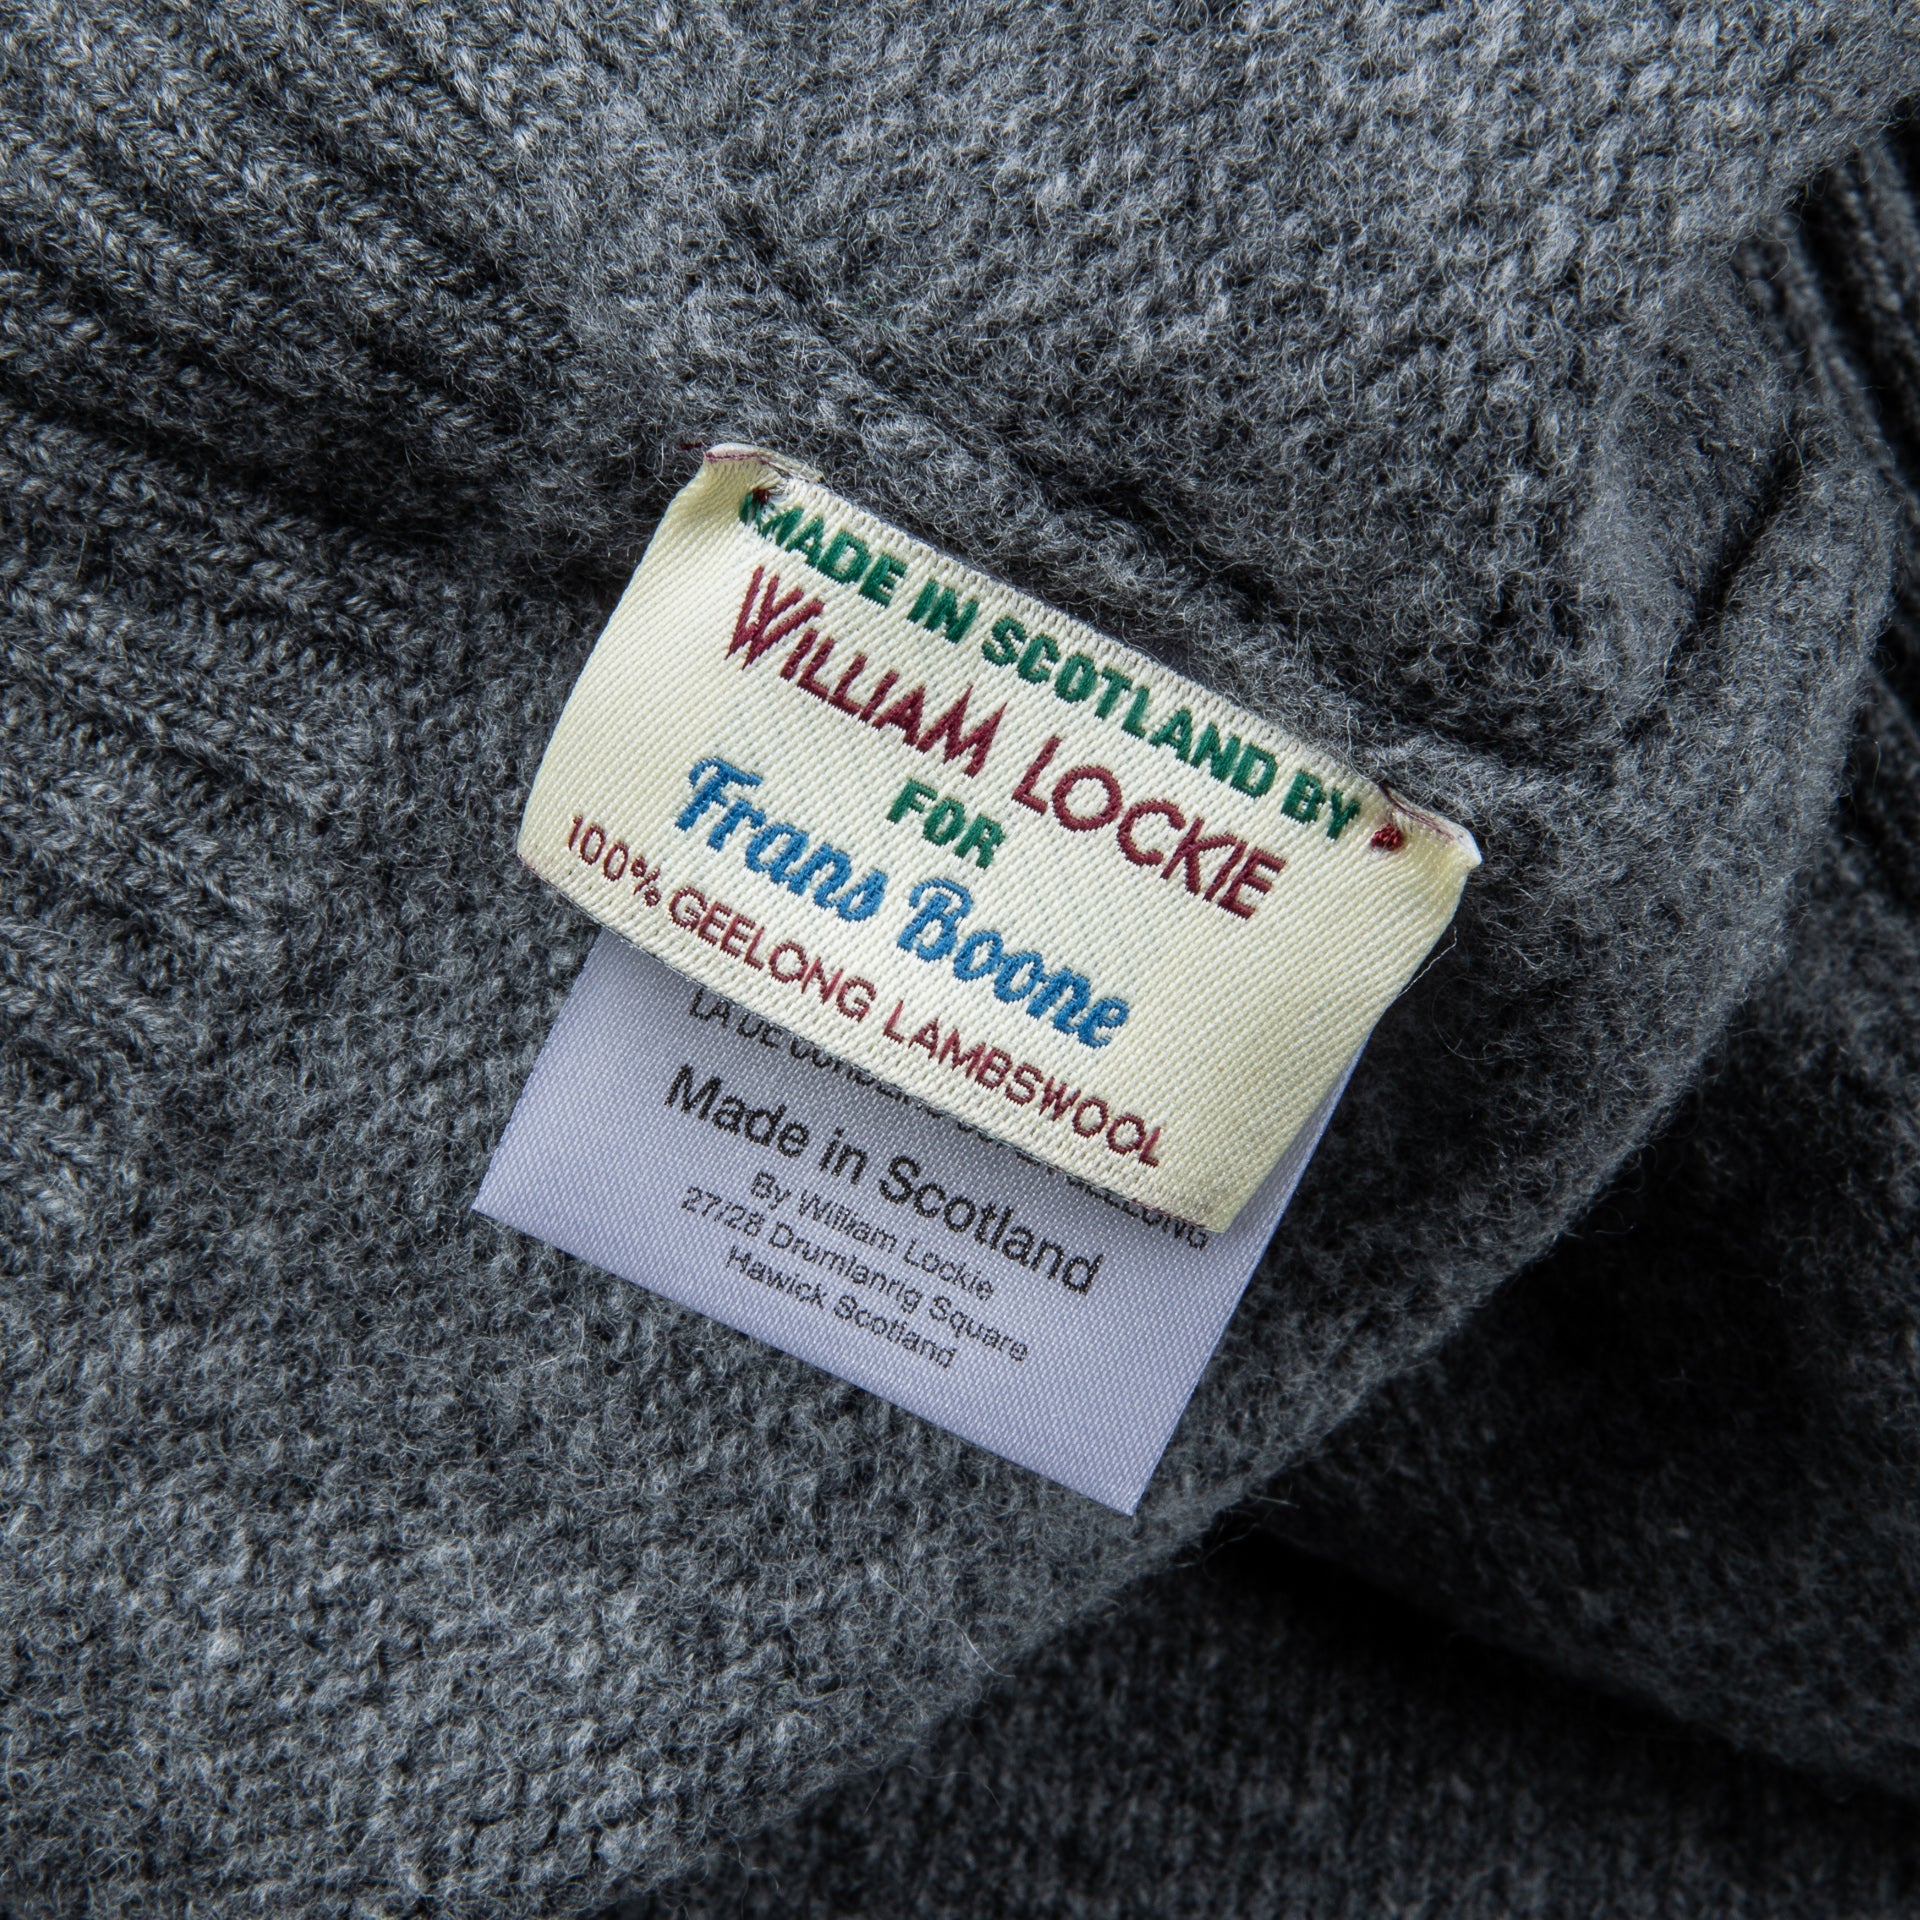 MADE IN SCOTLAND BY
WILLIAM LOCKIE
FOR
Frans Boone
100% GEELONG LAMBSWOOL
Made in Scotland
By William Lockie
27/28 Drumlanrig Square
Hawick Scotland